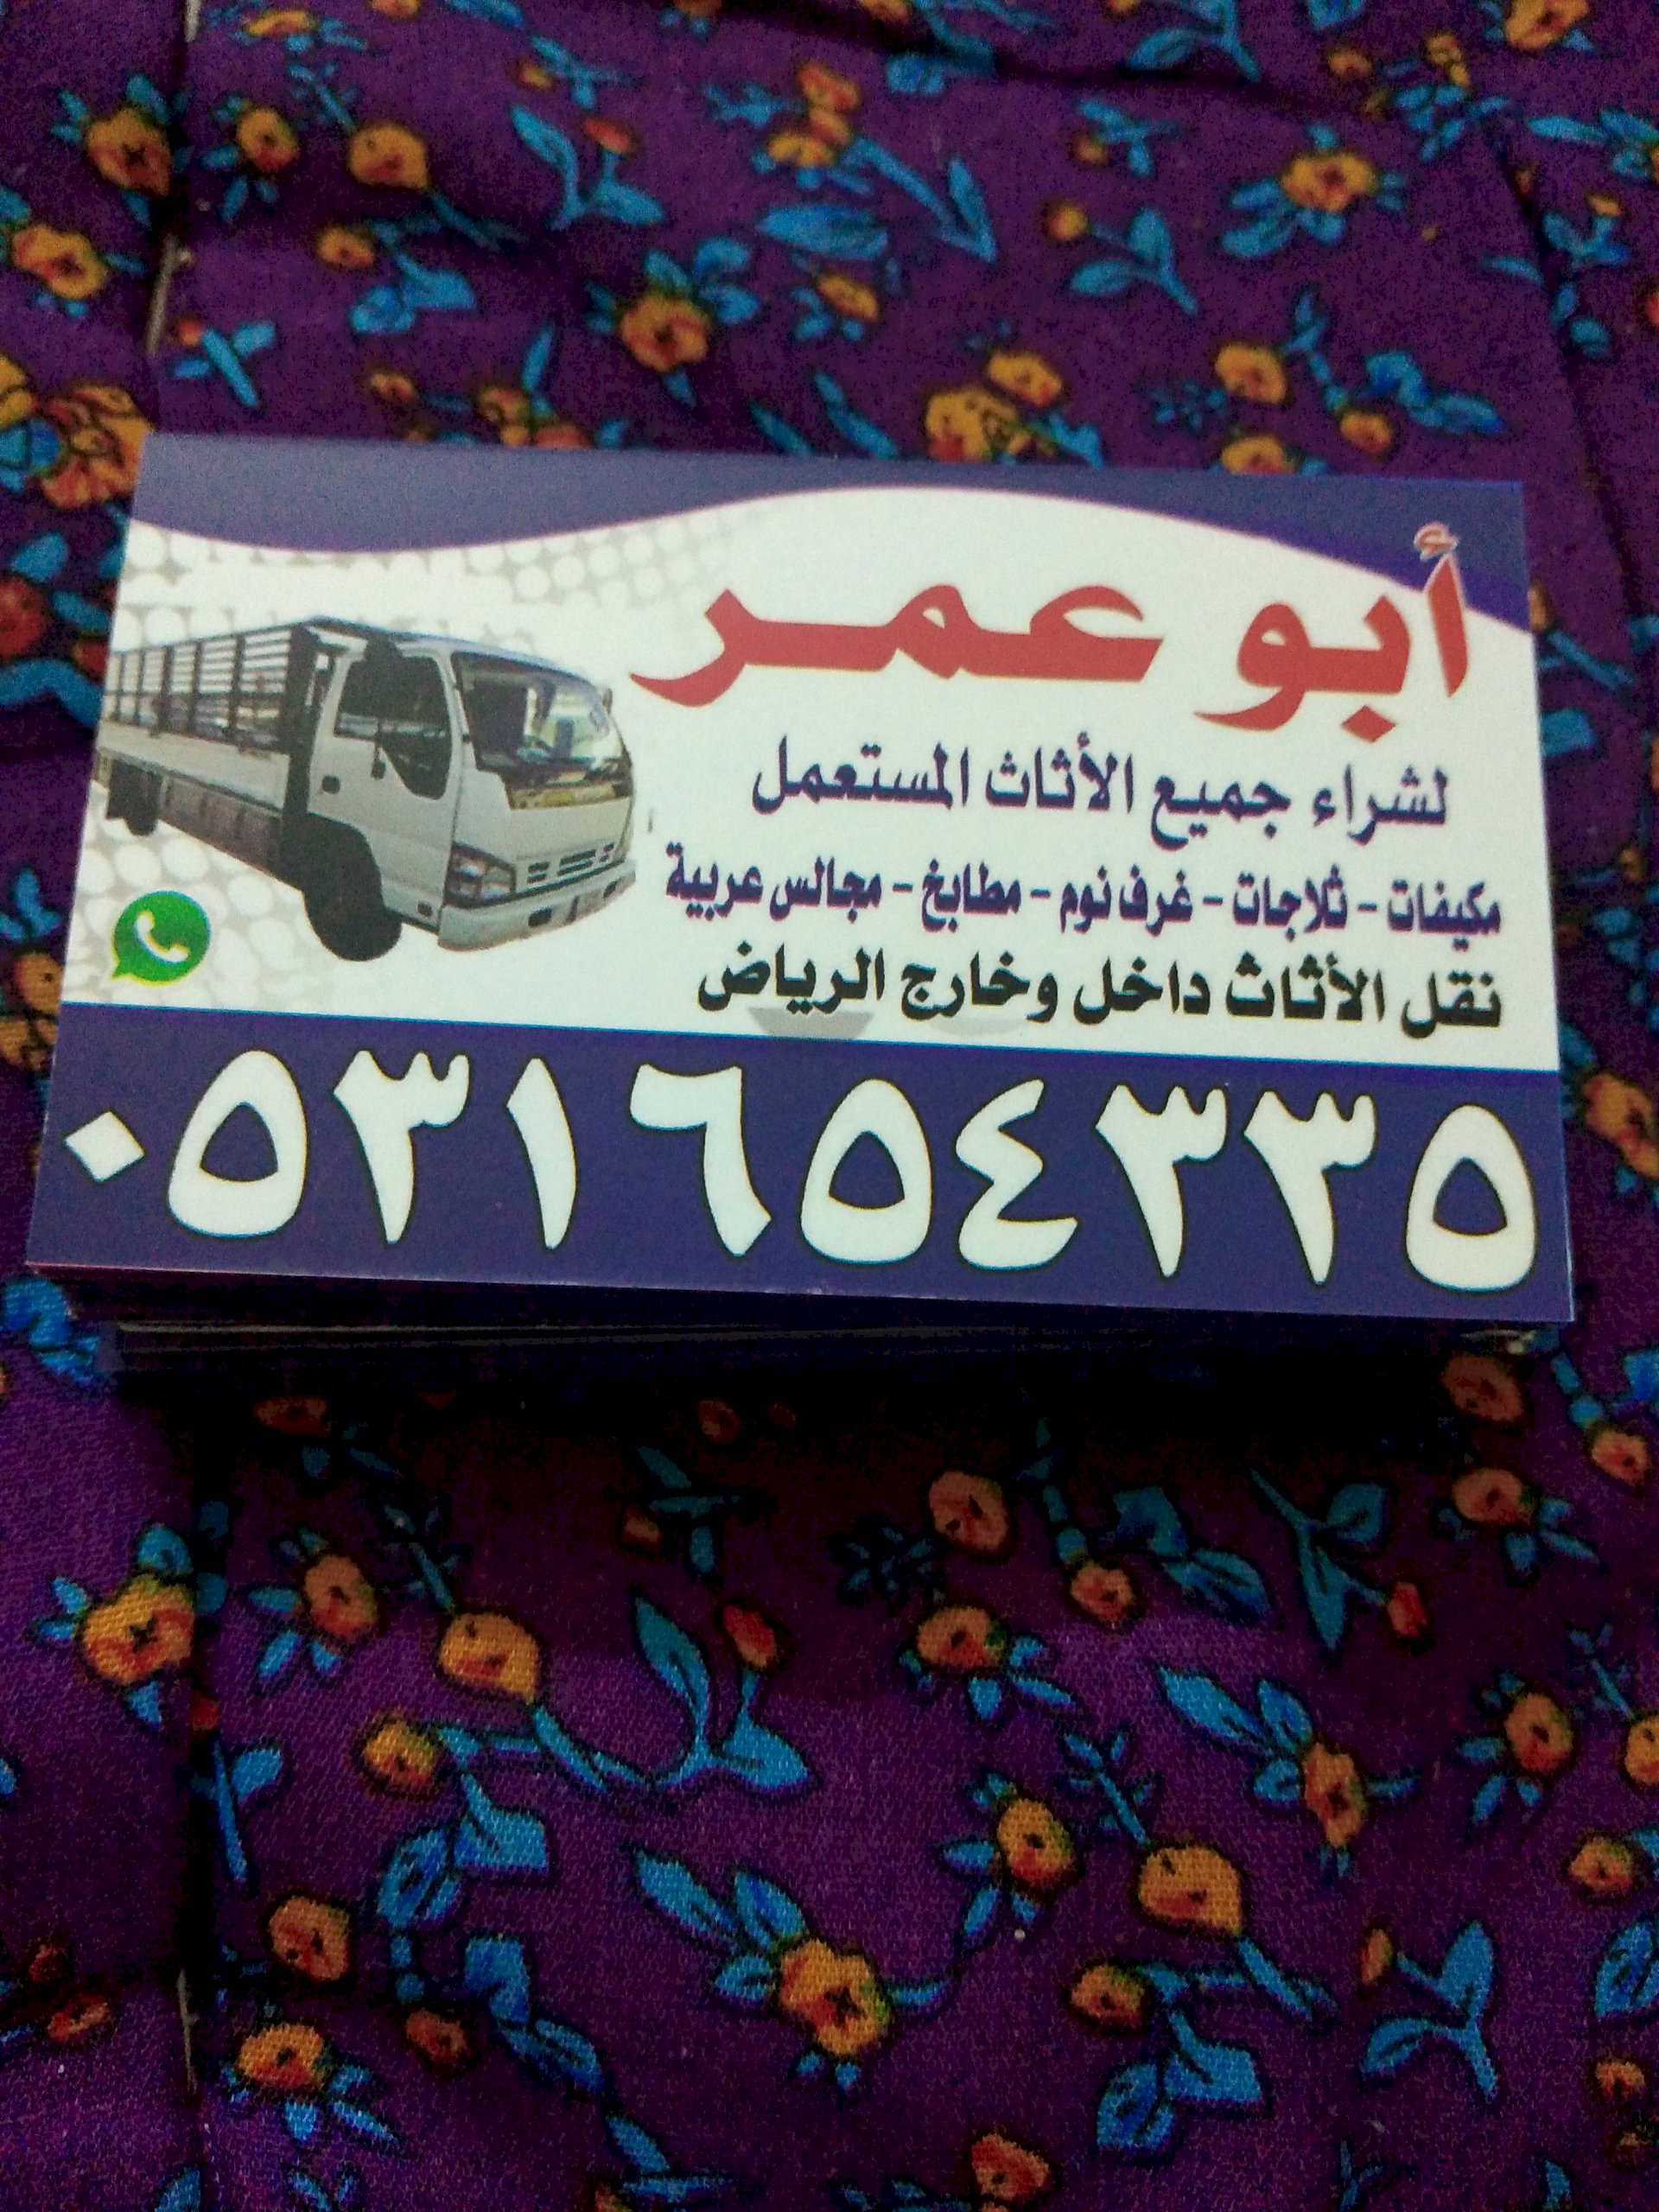 أبو عمر
لشراء جميع الأثاث المستعمل
مكيفات - ثلاجات - غرف نوم - مطابخ - مجالس عربية
نقل الأثاث داخل وخارج الرياض
٠٥٣١٦٥٤٣٣٥